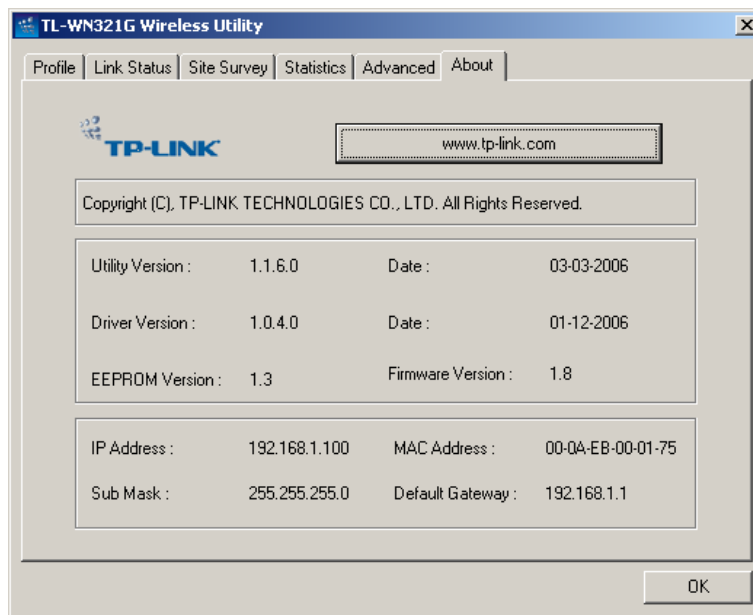 TL-WN321G Wireless Utility
Profile Link Status Site Survey Statistics Advanced About
TP-LINK www.tp-link.com
Copyright (C), TP-LINK TECHNOLOGIES CO., LTD. All Rights Reserved.
Utility Version : 1.1.6.0 Date : 03-03-2006
Driver Version : 1.0.4.0 Date : 01-12-2006
EEPROM Version : 1.3 Firmware Version : 1.8
IP Address : 192.168.1.100 MAC Address : 00-0A-EB-00-01-75
Sub Mask : 255.255.255.0 Default Gateway : 192.168.1.1
OK